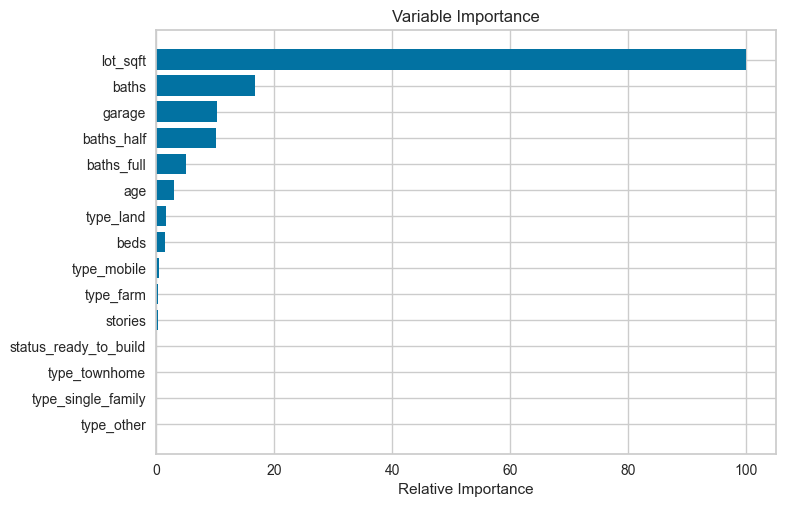 Variable Importance
lot_sqft
baths
garage
baths_half
baths_full
age
type_land
beds
type_mobile
type_farm
stories
status_ready_to_build
type_townhome
type_single_family
type_other
0 20 40 60 80 100
Relative Importance